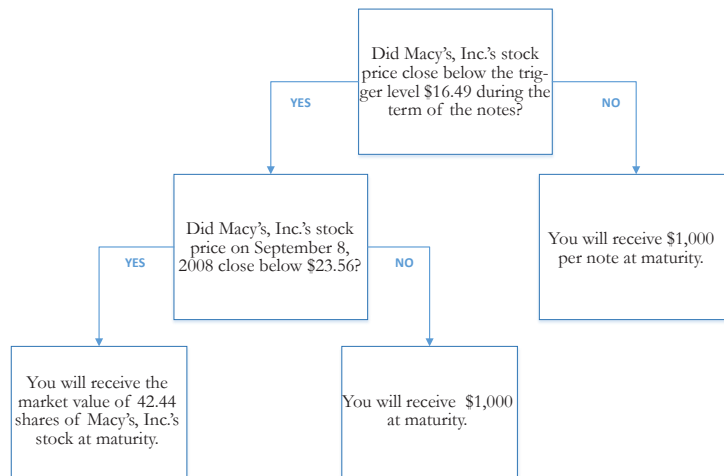 Did Macy's, Inc.'s stock
price close below the trig-
ger level $16.49 during the
term of the notes?
YES
NO
Did Macy's, Inc.'s stock
price on September 8,
2008 close below $23.56?
You will receive $1,000
per note at maturity.
YES
NO
You will receive the
market value of 42.44
shares of Macy's, Inc.'s
stock at maturity.
You will receive $1,000
at maturity.